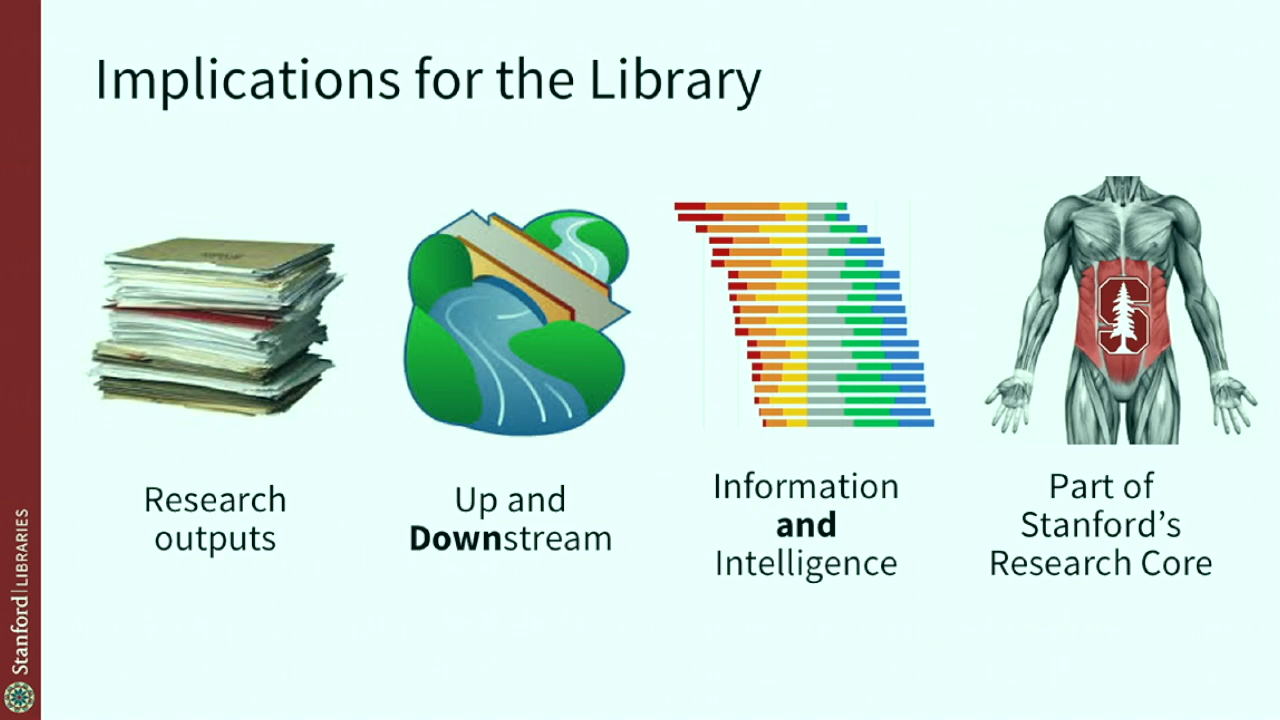 Implications for the Library
Research
outputs
Up and
Downstream
Information
and
Intelligence
Part of
Stanford's
Research Core
Stanford | LIBRARIES